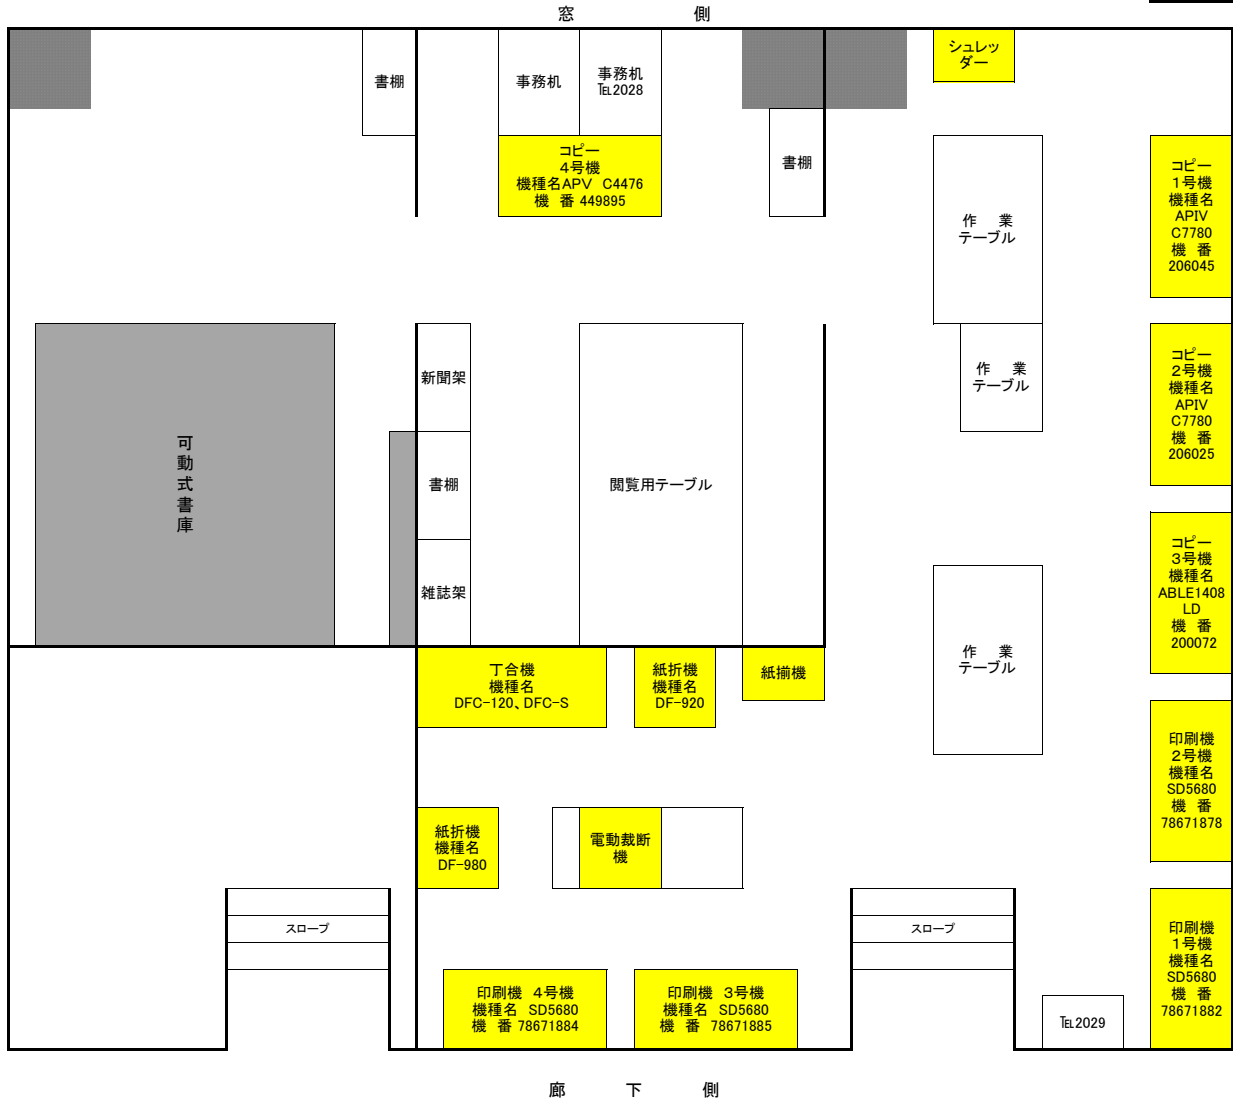 窓　側
書棚
事務机
事務机
℡2028
シュレッ
ダー
コピー
４号機
機種名APⅤ C4476
機 番 449895
書棚
作　業
テーブル
コピー
１号機
機種名
APⅣ
C7780
機 番
206045
新聞架
作　業
テーブル
コピー
２号機
機種名
APⅣ
C7780
機 番
206025
可
動
式
書
庫
書棚
閲覧用テーブル
雑誌架
コピー
３号機
機種名
ABLE1408
LD
機 番
200072
作　業
テーブル
丁合機
機種名
DFC-120、DFC-S
紙折機
機種名
DF-920
紙揃機
印刷機
２号機
機種名
SD5680
機 番
78671878
紙折機
機種名
DF-980
電動裁断
機
スロープ
スロープ
印刷機
１号機
機種名
SD5680
機 番
78671882
印刷機 ４号機
機種名 SD5680
機 番 78671884
印刷機 ３号機
機種名 SD5680
機 番 78671885
℡2029
廊　下　側